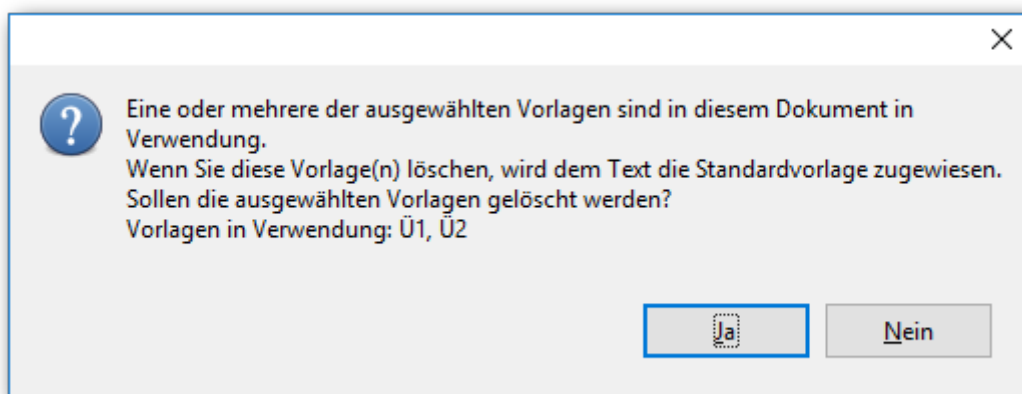 Eine oder mehrere der ausgewählten Vorlagen sind in diesem Dokument in
Verwendung.
Wenn Sie diese Vorlage(n) löschen, wird dem Text die Standardvorlage zugewiesen.
Sollen die ausgewählten Vorlagen gelöscht werden?
Vorlagen in Verwendung: Ü1, Ü2
Ja
Nein